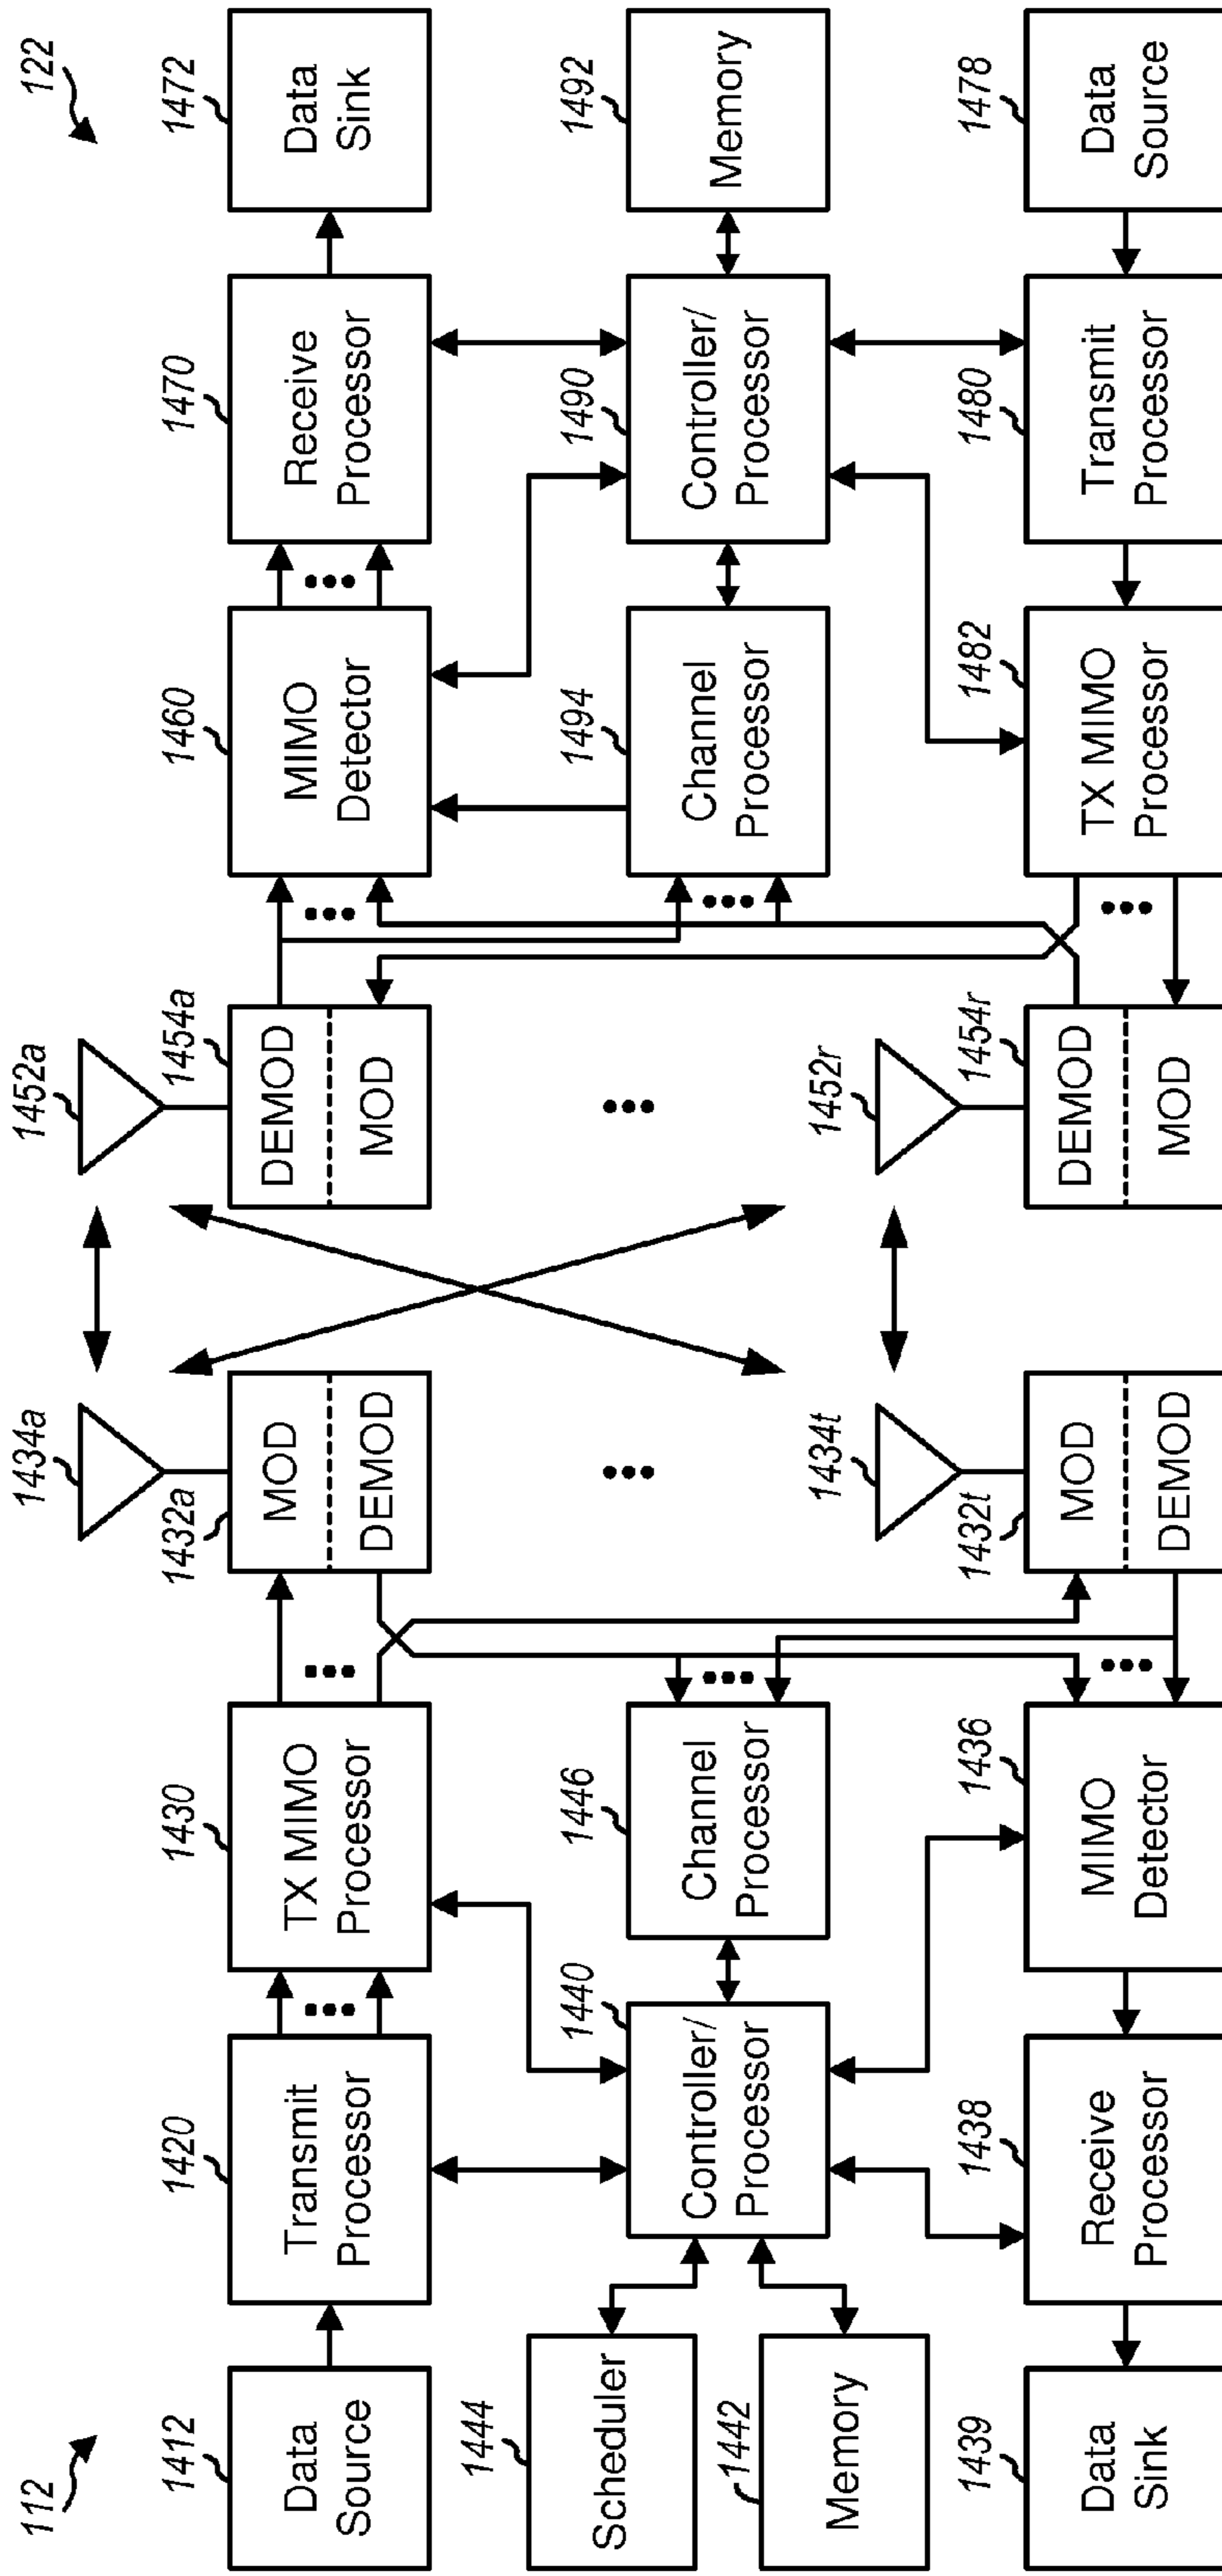 112
122
1434a
1452a
1412
Data
Source
1420
Transmit
Processor
1430
TX MIMO
Processor
1432a
MOD
DEMOD
1454a
DEMOD
MOD
1460
MIMO
Detector
1470
Receive
Processor
1472
Data
Sink
1444
Scheduler
1442
Memory
1440
Controller/
Processor
1446
Channel
Processor
1494
Channel
Processor
1490
Controller/
Processor
1492
Memory
1434t
1452r
1439
Data
Sink
1438
Receive
Processor
1436
MIMO
Detector
1432t
MOD
DEMOD
1454r
DEMOD
MOD
1482
TX MIMO
Processor
1480
Transmit
Processor
1478
Data
Source